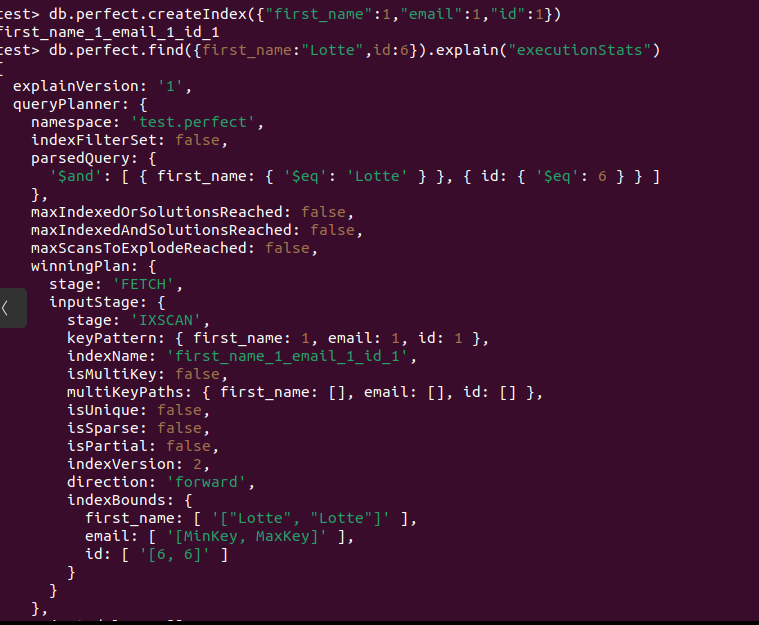 test> db.perfect.createIndex({"first_name":1,"email":1,"id":1})
first_name_1_email_1_id_1
test> db.perfect.find({first_name:"Lotte",id:6}).explain("executionStats")
{
  explainVersion: '1',
  queryPlanner: {
    namespace: 'test.perfect',
    indexFilterSet: false,
    parsedQuery: {
      '$and': [ { first_name: { '$eq': 'Lotte' } }, { id: { '$eq': 6 } } ]
    },
    maxIndexedOrSolutionsReached: false,
    maxIndexedAndSolutionsReached: false,
    maxScansToExplodeReached: false,
    winningPlan: {
      stage: 'FETCH',
      inputStage: {
        stage: 'IXSCAN',
        keyPattern: { first_name: 1, email: 1, id: 1 },
        indexName: 'first_name_1_email_1_id_1',
        isMultiKey: false,
        multiKeyPaths: { first_name: [], email: [], id: [] },
        isUnique: false,
        isSparse: false,
        isPartial: false,
        indexVersion: 2,
        direction: 'forward',
        indexBounds: {
          first_name: [ '["Lotte", "Lotte"]' ],
          email: [ '[MinKey, MaxKey]' ],
          id: [ '[6, 6]' ]
        }
      }
    },